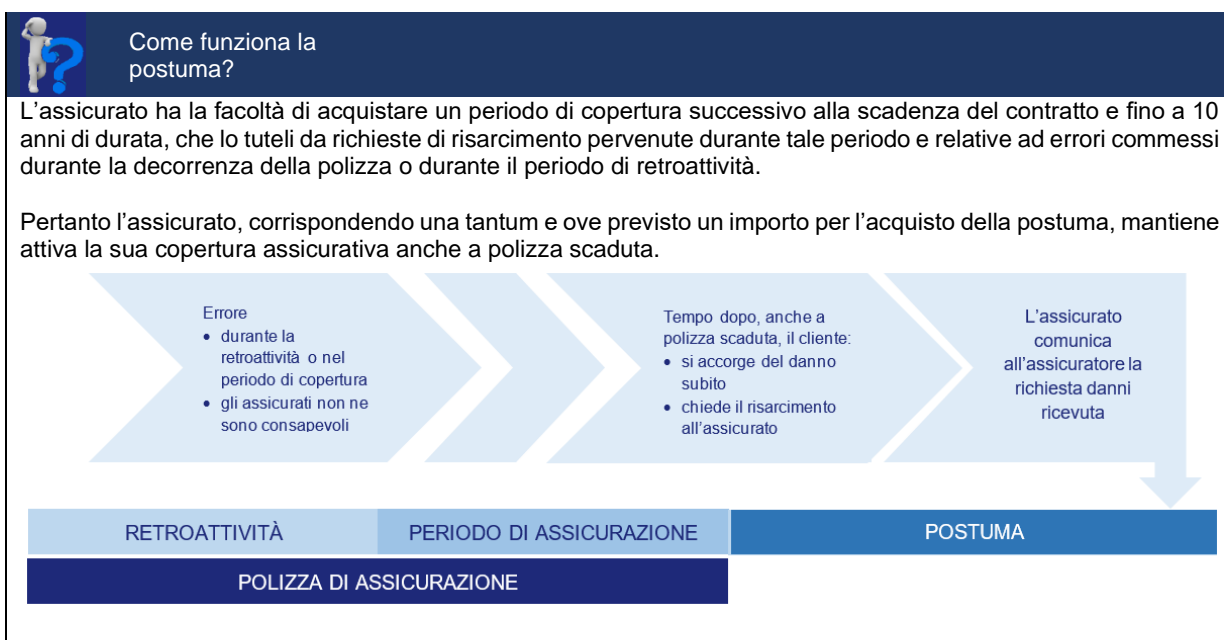 Come funziona la
postuma?
L’assicurato ha la facoltà di acquistare un periodo di copertura successivo alla scadenza del contratto e fino a 10
anni di durata, che lo tuteli da richieste di risarcimento pervenute durante tale periodo e relative ad errori commessi
durante la decorrenza della polizza o durante il periodo di retroattività.
Pertanto l’assicurato, corrispondendo una tantum e ove previsto un importo per l’acquisto della postuma, mantiene
attiva la sua copertura assicurativa anche a polizza scaduta.
Errore
• durante la
retroattività o nel
periodo di copertura
• gli assicurati non ne
sono consapevoli
Tempo dopo, anche a
polizza scaduta, il cliente:
• si accorge del danno
subito
• chiede il risarcimento
all’assicurato
L’assicurato
comunica
all’assicuratore la
richiesta danni
ricevuta
RETROATTIVITÀ
PERIODO DI ASSICURAZIONE
POSTUMA
POLIZZA DI ASSICURAZIONE